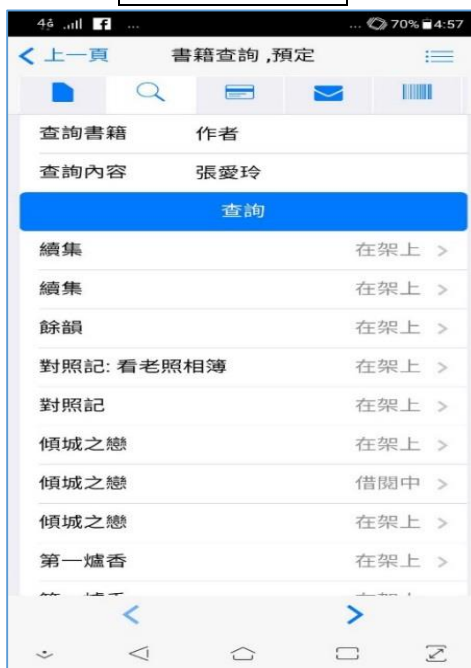 4G ... 70% 4:57
上一頁 書籍查詢 ,預定
查詢書籍 作者
查詢內容 張愛玲
查詢
續集 在架上 >
續集 在架上 >
餘韻 在架上 >
對照記: 看老照相簿 在架上 >
對照記 在架上 >
傾城之戀 在架上 >
傾城之戀 借閱中 >
傾城之戀 在架上 >
第一爐香 在架上 >